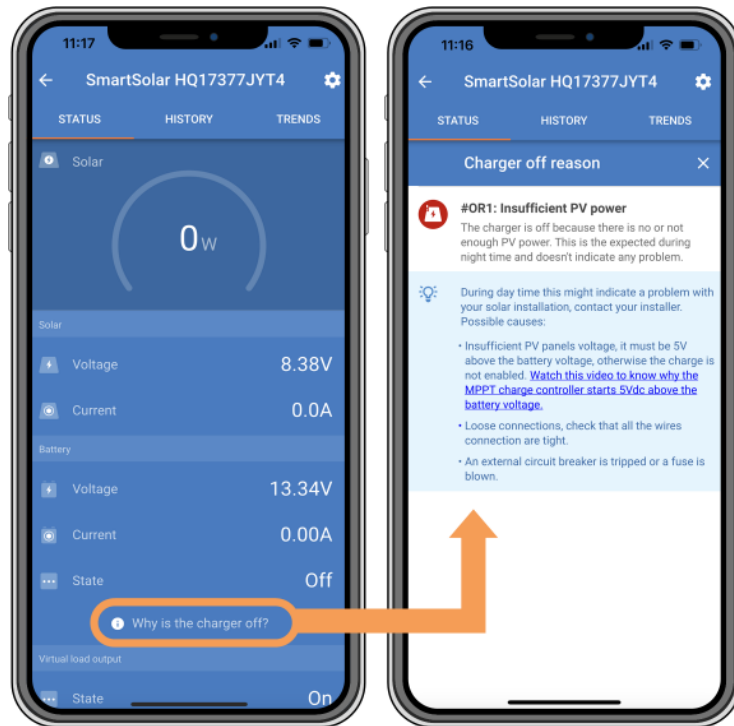 11:17
SmartSolar HQ17377JYT4
STATUS HISTORY TRENDS
Solar
0W
Solar
Voltage 8.38V
Current 0.0A
Battery
Voltage 13.34V
Current 0.00A
State Off
Why is the charger off?
Virtual load output
State On
11:16
SmartSolar HQ17377JYT4
STATUS HISTORY TRENDS
Charger off reason
#OR1: Insufficient PV power
The charger is off because there is no or not
enough PV power. This is the expected during
night time and doesn't indicate any problem.
During day time this might indicate a problem with
your solar installation, contact your installer.
Possible causes:
• Insufficient PV panels voltage, it must be 5V
above the battery voltage, otherwise the charge is
not enabled. Watch this video to know why the
MPPT charge controller starts 5Vdc above the
battery voltage.
• Loose connections, check that all the wires
connection are tight.
• An external circuit breaker is tripped or a fuse is
blown.